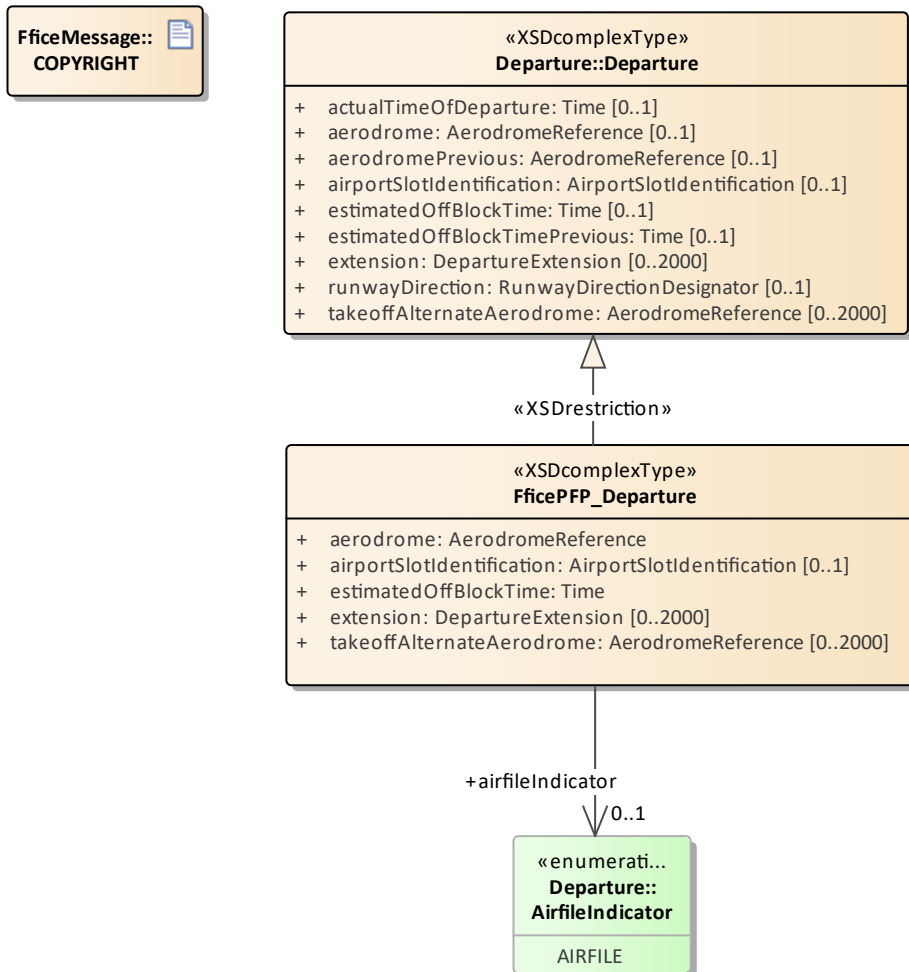 FficeMessage::
COPYRIGHT
«XSDcomplexType»
Departure::Departure
+ actualTimeOfDeparture: Time [0..1]
+ aerodrome: AerodromeReference [0..1]
+ aerodromePrevious: AerodromeReference [0..1]
+ airportSlotIdentification: AirportSlotIdentification [0..1]
+ estimatedOffBlockTime: Time [0..1]
+ estimatedOffBlockTimePrevious: Time [0..1]
+ extension: DepartureExtension [0..2000]
+ runwayDirection: RunwayDirectionDesignator [0..1]
+ takeoffAlternateAerodrome: AerodromeReference [0..2000]
«XSDrestriction»
«XSDcomplexType»
FficePFP_Departure
+ aerodrome: AerodromeReference
+ airportSlotIdentification: AirportSlotIdentification [0..1]
+ estimatedOffBlockTime: Time
+ extension: DepartureExtension [0..2000]
+ takeoffAlternateAerodrome: AerodromeReference [0..2000]
+airfileIndicator
0..1
«enumerati...
Departure::
AirfileIndicator
AIRFILE